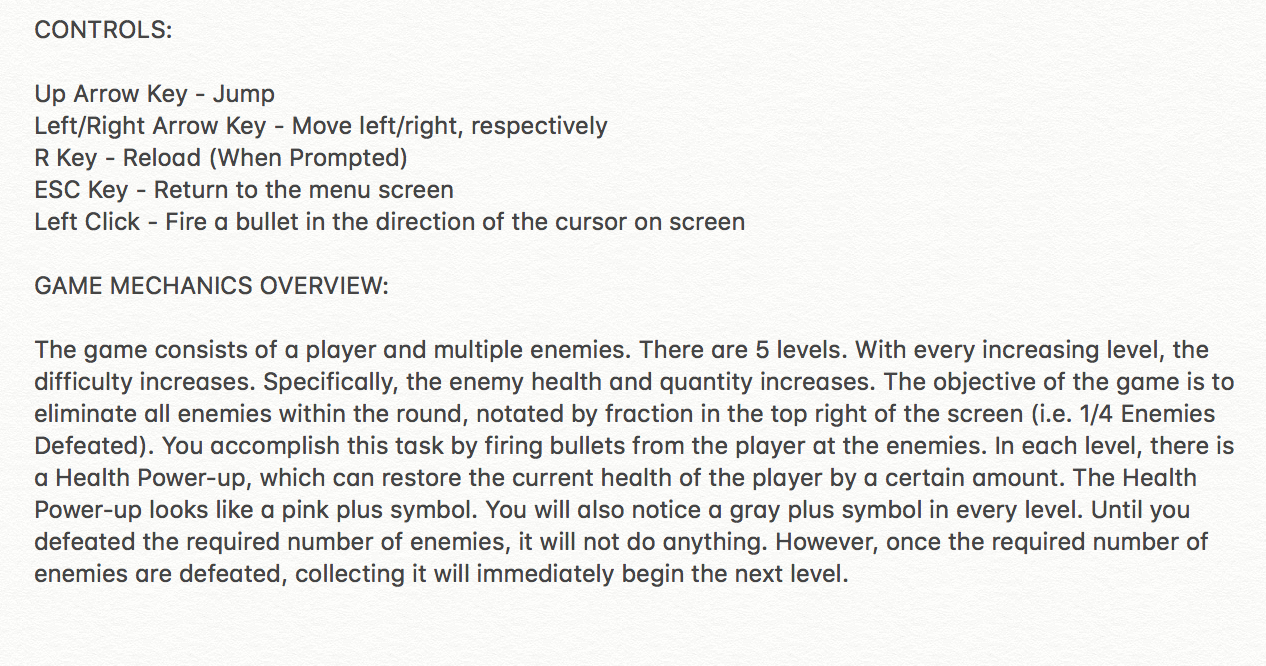 CONTROLS:
Up Arrow Key - Jump
Left/Right Arrow Key - Move left/right, respectively
R Key - Reload (When Prompted)
ESC Key - Return to the menu screen
Left Click - Fire a bullet in the direction of the cursor on screen
GAME MECHANICS OVERVIEW:
The game consists of a player and multiple enemies. There are 5 levels. With every increasing level, the
difficulty increases. Specifically, the enemy health and quantity increases. The objective of the game is to
eliminate all enemies within the round, notated by fraction in the top right of the screen (i.e. 1/4 Enemies
Defeated). You accomplish this task by firing bullets from the player at the enemies. In each level, there is
a Health Power-up, which can restore the current health of the player by a certain amount. The Health
Power-up looks like a pink plus symbol. You will also notice a gray plus symbol in every level. Until you
defeated the required number of enemies, it will not do anything. However, once the required number of
enemies are defeated, collecting it will immediately begin the next level.